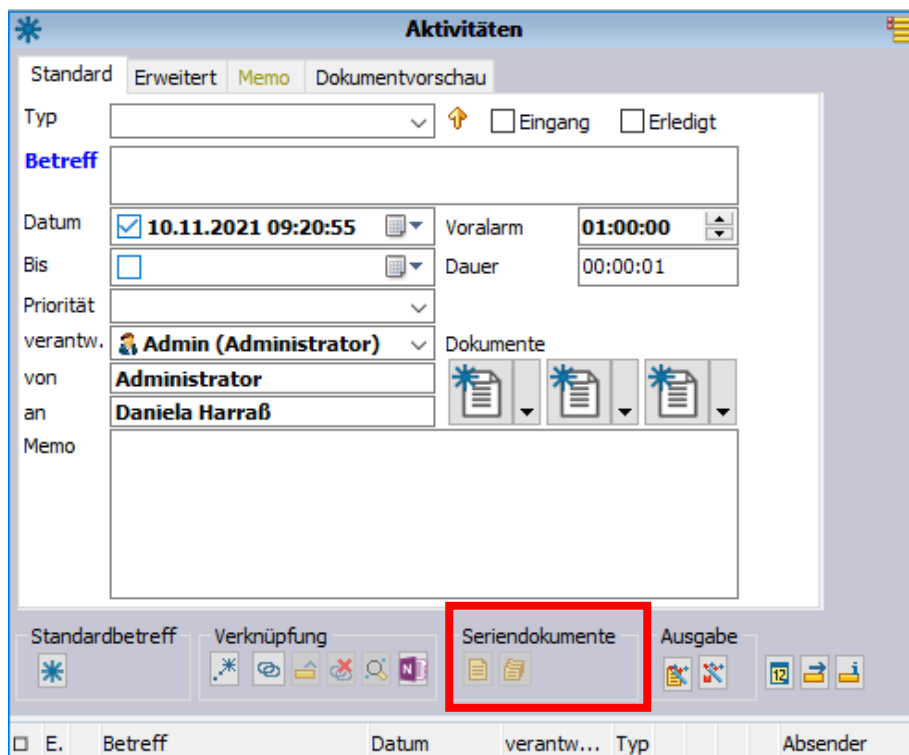 Aktivitäten
Standard Erweitert Memo Dokumentvorschau
Typ Eingang Erledigt
Betreff
Datum 10.11.2021 09:20:55 Voralarm 01:00:00
Bis Dauer 00:00:01
Priorität
verantw. Admin (Administrator) Dokumente
von Administrator
an Daniela Harraß
Memo
Standardbetreff Verknüpfung Seriendokumente Ausgabe
N 12
E. Betreff Datum verantw... Typ Absender